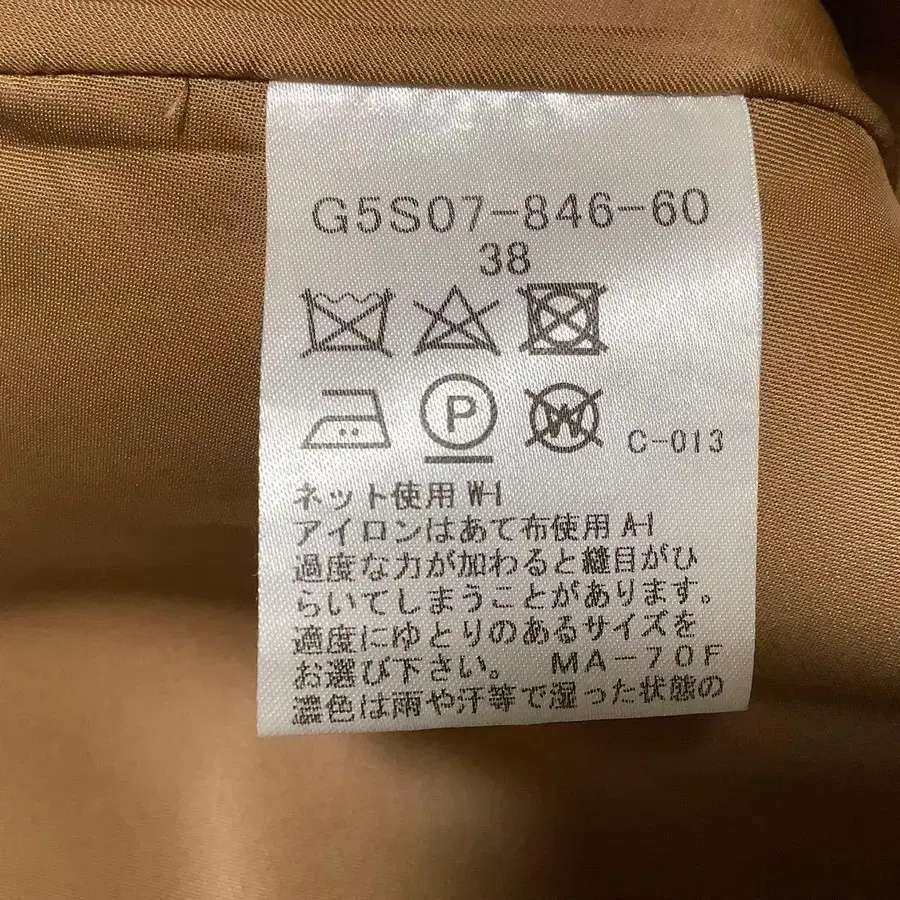 G5S07-846-60
38
P
W
C-013
ネット使用 W-1
アイロンはあて布使用 A-1
過度な力が加わると縫目がひ
らいてしまうことがあります。
適度にゆとりのあるサイズを
お選び下さい。 MA-70F
濃色は雨や汗等で湿った状態の